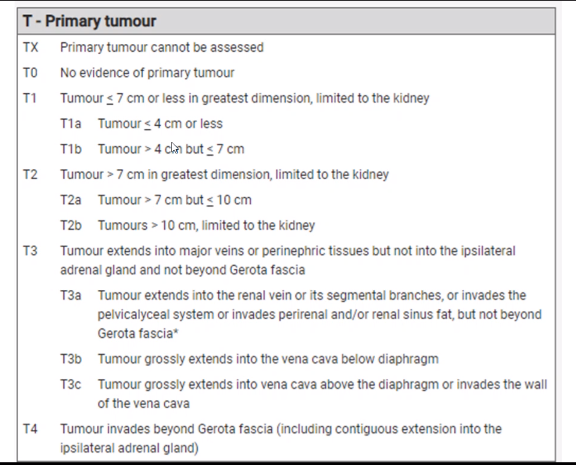 T - Primary tumour
TX Primary tumour cannot be assessed
T0 No evidence of primary tumour
T1 Tumour ≤ 7 cm or less in greatest dimension, limited to the kidney
T1a Tumour ≤ 4 cm or less
T1b Tumour > 4 cm but ≤ 7 cm
T2 Tumour > 7 cm in greatest dimension, limited to the kidney
T2a Tumour > 7 cm but ≤ 10 cm
T2b Tumours > 10 cm, limited to the kidney
T3 Tumour extends into major veins or perinephric tissues but not into the ipsilateral
adrenal gland and not beyond Gerota fascia
T3a Tumour extends into the renal vein or its segmental branches, or invades the
pelvicalyceal system or invades perirenal and/or renal sinus fat, but not beyond
Gerota fascia*
T3b Tumour grossly extends into the vena cava below diaphragm
T3c Tumour grossly extends into vena cava above the diaphragm or invades the wall
of the vena cava
T4 Tumour invades beyond Gerota fascia (including contiguous extension into the
ipsilateral adrenal gland)